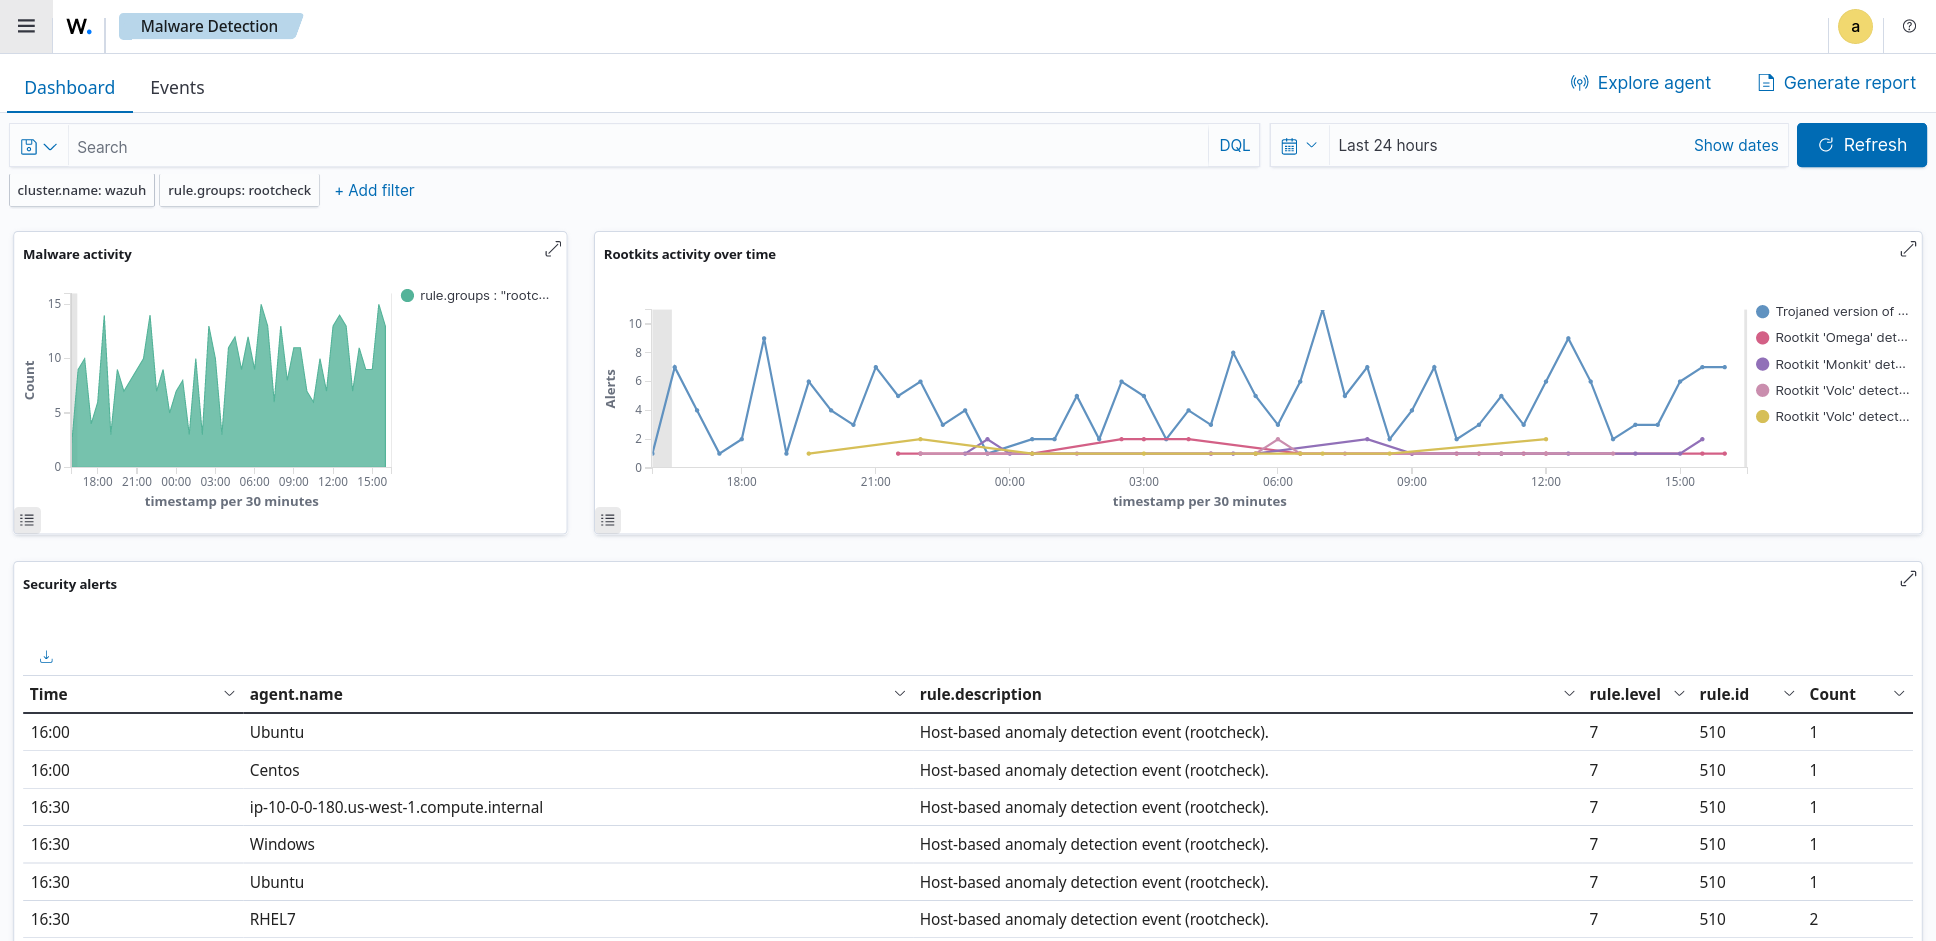 W. Malware Detection a
Dashboard Events Explore agent Generate report
Search DQL Last 24 hours Show dates Refresh
cluster.name: wazuh rule.groups: rootcheck + Add filter
Malware activity
15
10
5
0
Count
18:00 21:00 00:00 03:00 06:00 09:00 12:00 15:00
timestamp per 30 minutes
rule.groups : "rootc...
Rootkits activity over time
10
8
6
4
2
0
Alerts
18:00 21:00 00:00 03:00 06:00 09:00 12:00 15:00
timestamp per 30 minutes
Trojaned version of ...
Rootkit 'Omega' det...
Rootkit 'Monkit' det...
Rootkit 'Volc' detect...
Rootkit 'Volc' detect...
Security alerts
Time agent.name rule.description rule.level rule.id Count
16:00 Ubuntu Host-based anomaly detection event (rootcheck). 7 510 1
16:00 Centos Host-based anomaly detection event (rootcheck). 7 510 1
16:30 ip-10-0-0-180.us-west-1.compute.internal Host-based anomaly detection event (rootcheck). 7 510 1
16:30 Windows Host-based anomaly detection event (rootcheck). 7 510 1
16:30 Ubuntu Host-based anomaly detection event (rootcheck). 7 510 1
16:30 RHEL7 Host-based anomaly detection event (rootcheck). 7 510 2